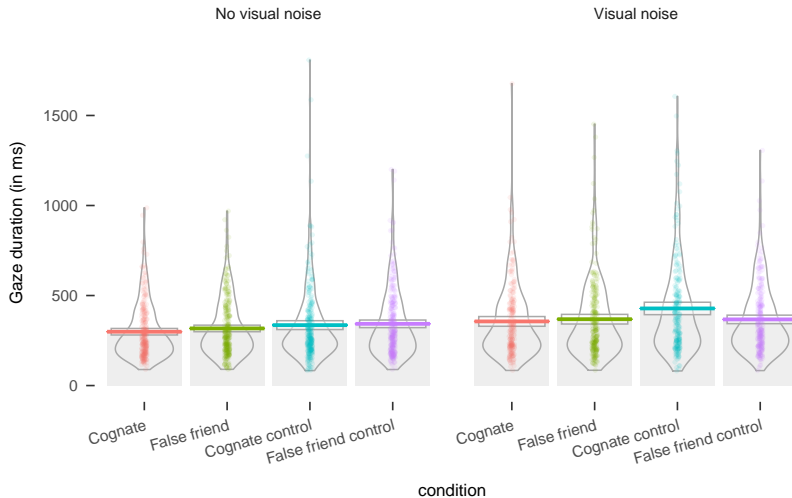 No visual noise
Visual noise
Gaze duration (in ms)
1500
1000
500
0
Cognate
False friend
Cognate control
False friend control
Cognate
False friend
Cognate control
False friend control
condition